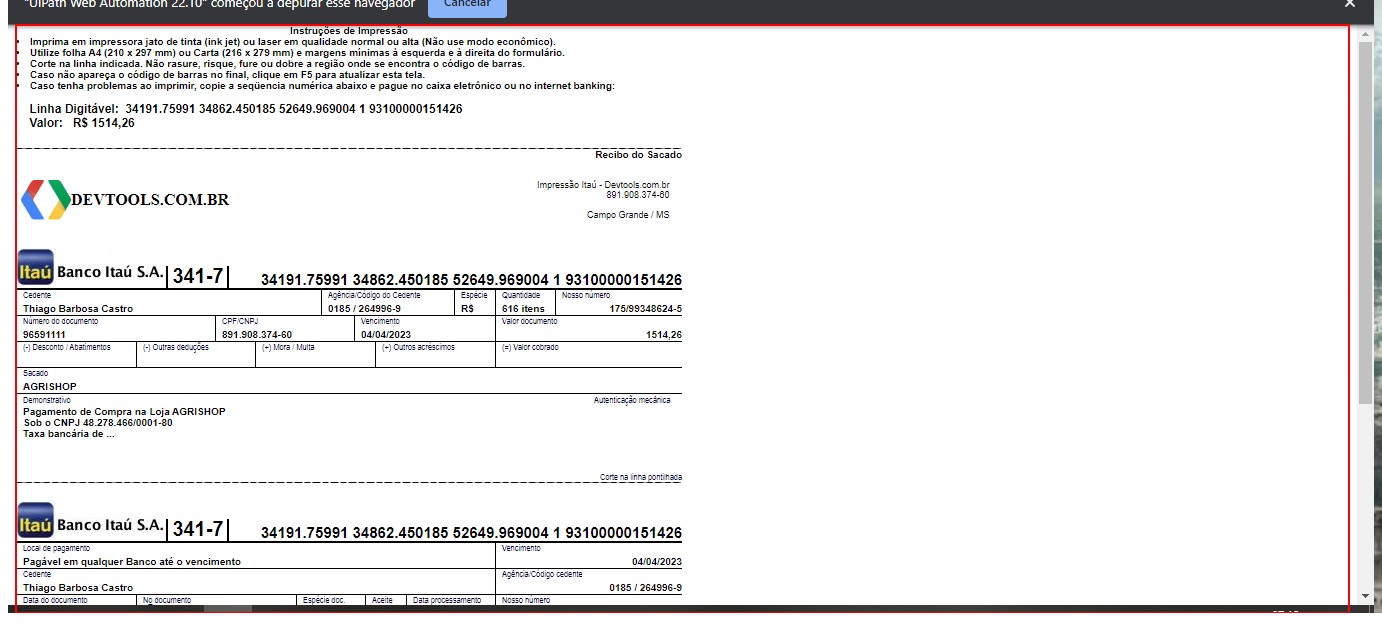 "UiPath Web Automation 22.10" começou a depurar esse navegador Cancelar
Instruções de Impressão
Imprima em impressora jato de tinta (ink jet) ou laser em qualidade normal ou alta (Não use modo econômico).
Utilize folha A4 (210 x 297 mm) ou Carta (216 x 279 mm) e margens mínimas à esquerda e à direita do formulário.
Corte na linha indicada. Não rasure, risque, fure ou dobre a região onde se encontra o código de barras.
Caso não apareça o código de barras no final, clique em F5 para atualizar esta tela.
Caso tenha problemas ao imprimir, copie a seqüencia numérica abaixo e pague no caixa eletrônico ou no internet banking:
Linha Digitável: 34191.75991 34862.450185 52649.969004 1 93100000151426
Valor: R$ 1514,26
Recibo do Sacado
DEVTOOLS.COM.BR
Impressão Itaú - Devtools.com.br
891.908.374-60
Campo Grande / MS
Itaú Banco Itaú S.A. 341-7 34191.75991 34862.450185 52649.969004 1 93100000151426
Cedente Agência/Código do Cedente Espécie Quantidade Nosso número
Thiago Barbosa Castro 0185 / 264996-9 R$ 616 itens 175/99348624-5
Número do documento CPF/CNPJ Vencimento Valor documento
96591111 891.908.374-60 04/04/2023 1514,26
(-) Desconto / Abatimentos (-) Outras deduções (+) Mora / Multa (+) Outros acréscimos (=) Valor cobrado
Sacado
AGRISHOP
Demonstrativo Autenticação mecânica
Pagamento de Compra na Loja AGRISHOP
Sob o CNPJ 48.278.466/0001-80
Taxa bancária de ...
Corte na linha pontilhada
Itaú Banco Itaú S.A. 341-7 34191.75991 34862.450185 52649.969004 1 93100000151426
Local de pagamento Vencimento
Pagável em qualquer Banco até o vencimento 04/04/2023
Cedente Agência/Código cedente
Thiago Barbosa Castro 0185 / 264996-9
Data do documento No documento Espécie doc. Aceite Data processamento Nosso número